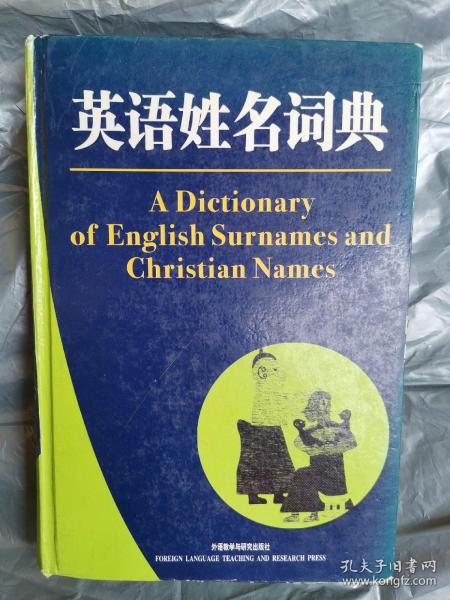 英语姓名词典
A Dictionary
of English Surnames and
Christian Names
外语教学与研究出版社
FOREIGN LANGUAGE TEACHING AND RESEARCH PRESS
孔夫子旧书网
www.kongfz.com